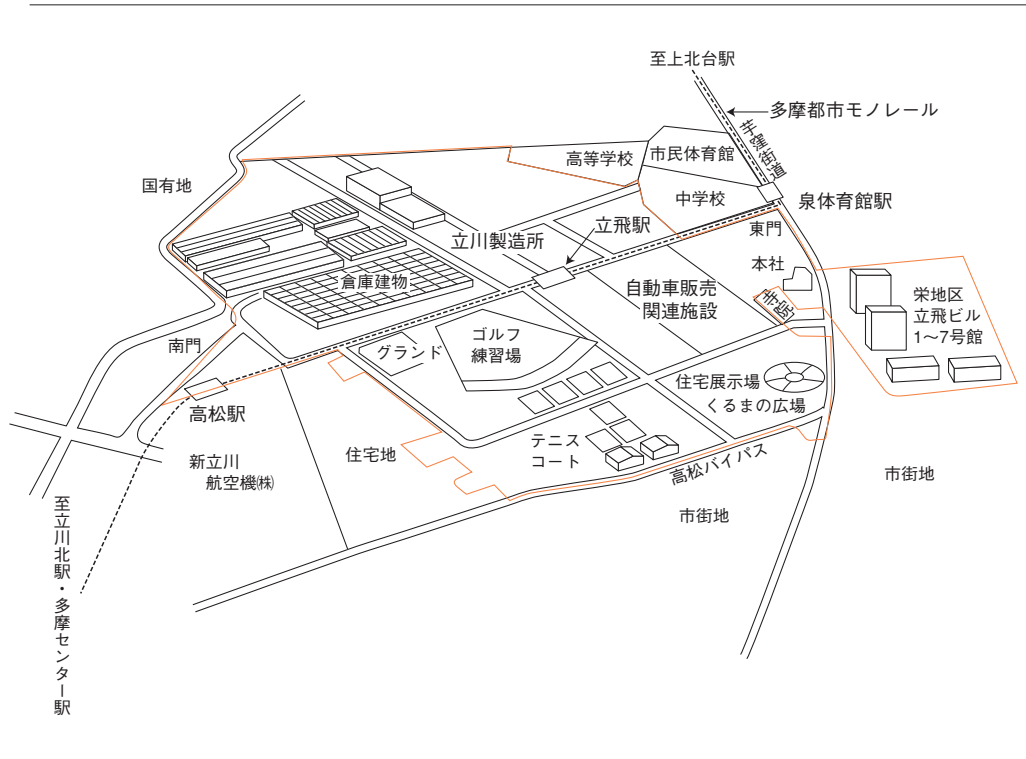 至上北台駅
多摩都市モノレール
芋窪街道
高等学校
市民体育館
国有地
中学校
泉体育館駅
立飛駅
東門
立川製造所
本社
倉庫建物
自動車販売
関連施設
寺院
栄地区
立飛ビル
1〜7号館
ゴルフ
練習場
グランド
南門
住宅展示場
くるまの広場
高松駅
テニス
コート
住宅地
高松バイパス
新立川
航空機㈱
市街地
市街地
至立川北駅・多摩センター駅